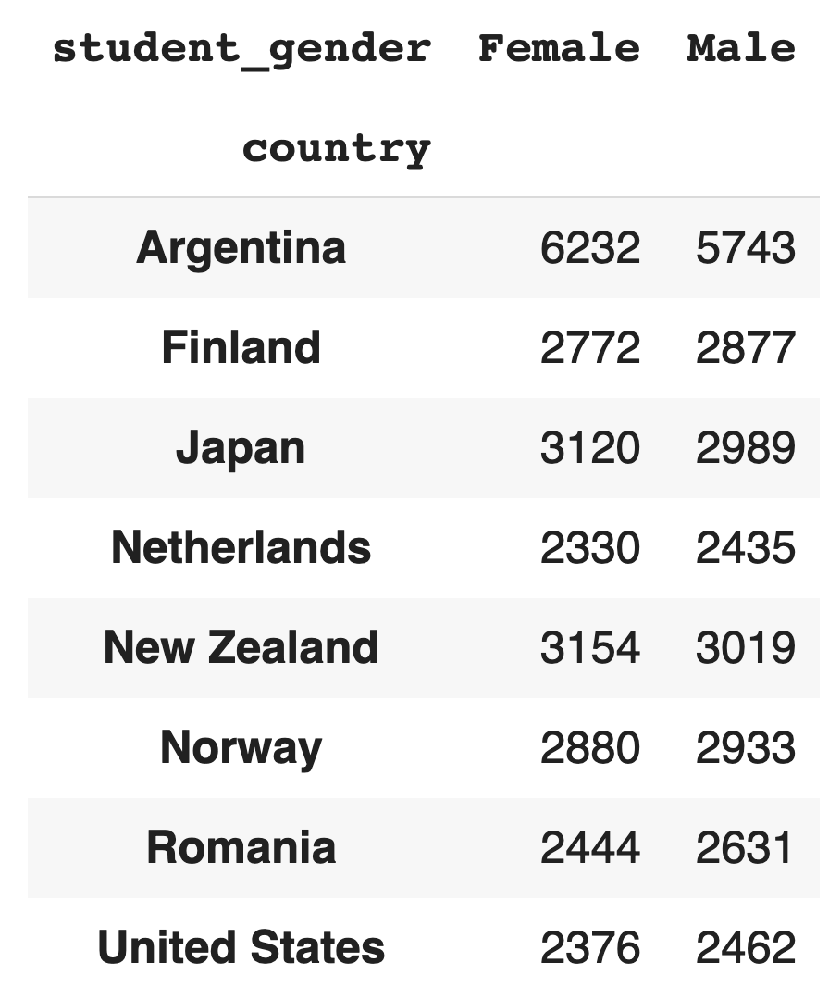 student_gender Female Male
country
Argentina 6232 5743
Finland 2772 2877
Japan 3120 2989
Netherlands 2330 2435
New Zealand 3154 3019
Norway 2880 2933
Romania 2444 2631
United States 2376 2462